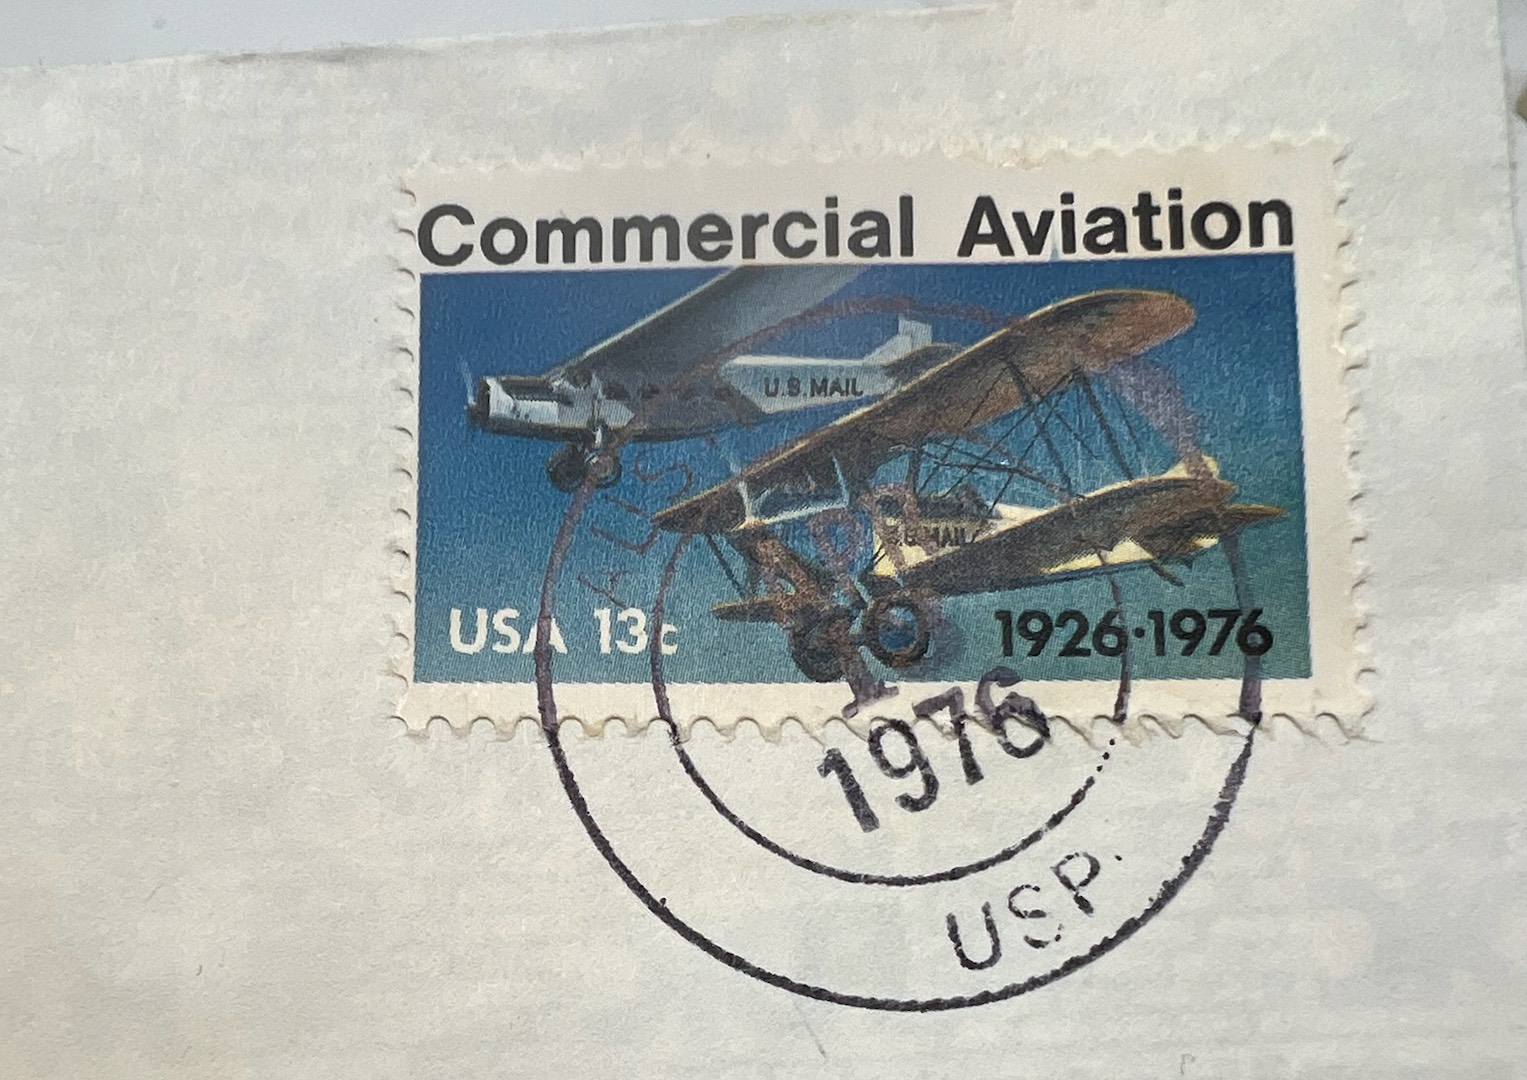 Commercial Aviation
U.S.MAIL
U.S.MAIL
USA 13c
1926·1976
1976
USP